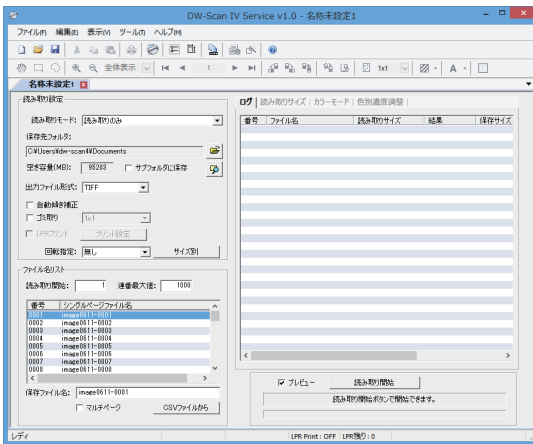 DW-Scan IV Service v1.0 - 名称未設定1
ファイル(F) 編集(E) 表示(V) ツール(T) ヘルプ(H)
全体表示 1 1x1 A
名称未設定1
読み取り設定
読み取りモード: 読み取りのみ
保存先フォルダ:
C:¥Users¥dw-scan4¥Documents
空き容量(MB): 95203 サブフォルダに保存
出力ファイル形式: TIFF
自動傾き補正
ゴミ取り 1x1
LPRプリント プリント設定
回転指定: 無し サイズ別
ファイル名リスト
読み取り開始: 1 連番最大値: 1000
番号 シングルページファイル名
0001 image0611-0001
0002 image0611-0002
0003 image0611-0003
0004 image0611-0004
0005 image0611-0005
0006 image0611-0006
0007 image0611-0007
0008 image0611-0008
保存ファイル名: image0611-0001
マルチページ CSVファイルから
ログ 読み取りサイズ カラーモード 色別濃度調整
番号 ファイル名 読み取りサイズ 結果 保存サイズ
プレビュー 読み取り開始
読み取り開始ボタンで開始できます。
レディ LPR Print : OFF LPR残り : 0